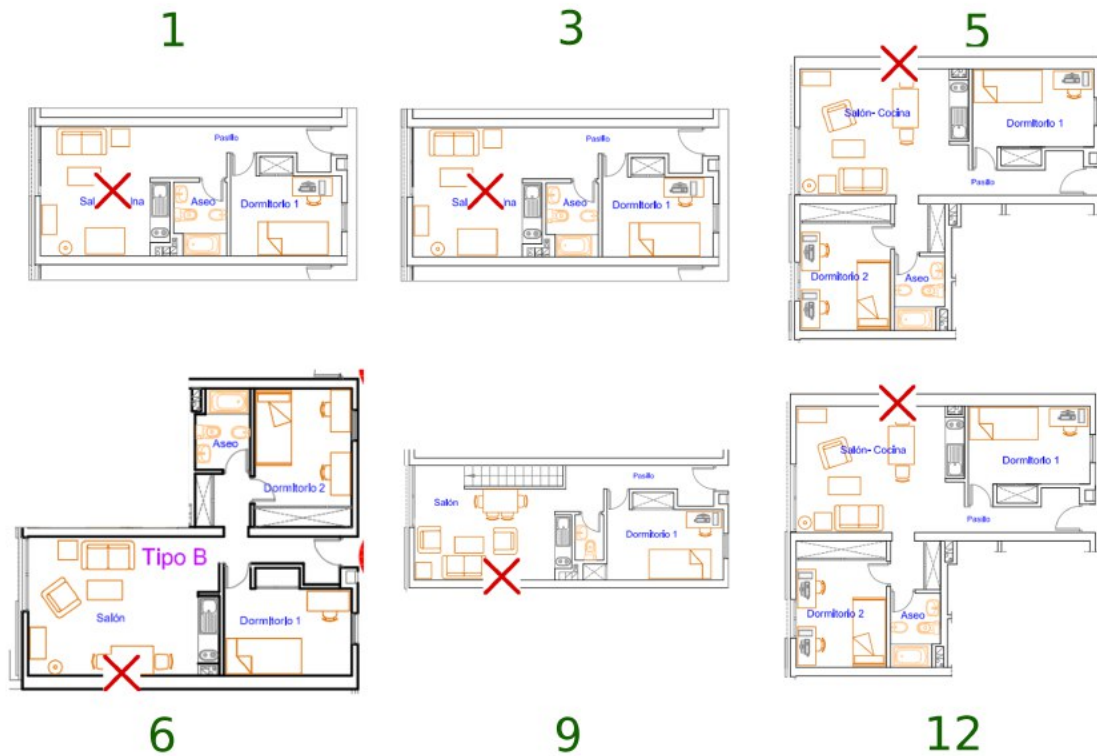 1
3
5
Pasillo
Aseo
Dormitorio 1
Pasillo
Aseo
Dormitorio 1
Salón- Cocina
Dormitorio 1
Pasillo
Dormitorio 2
Aseo
Aseo
Dormitorio 2
Tipo B
Salón
Dormitorio 1
Pasillo
Salón
Dormitorio 1
Salón- Cocina
Dormitorio 1
Pasillo
Dormitorio 2
Aseo
6
9
12